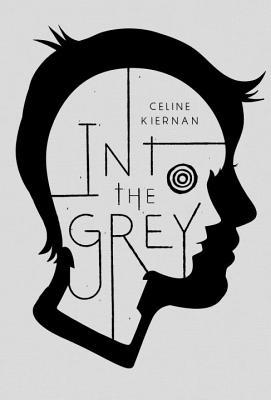 CELINE
KIERNAN
INTO
THE
GREY